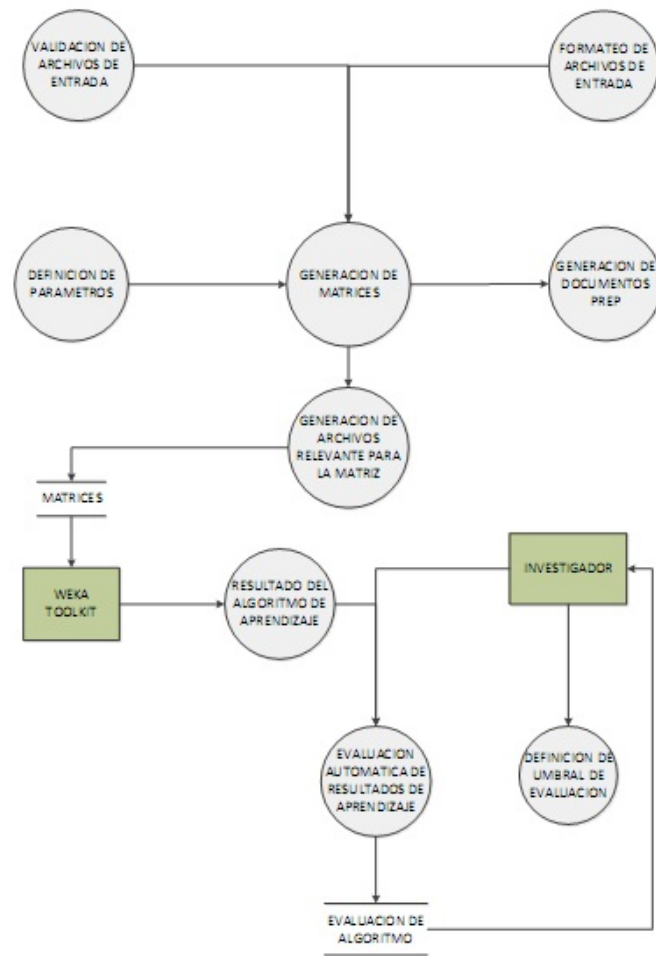 VALIDACION DE
ARCHIVOS DE
ENTRADA
FORMATEO DE
ARCHIVOS DE
ENTRADA
DEFINICION DE
PARAMETROS
GENERACION DE
MATRICES
GENERACION DE
DOCUMENTOS
PREP
GENERACION DE
ARCHIVOS
RELEVANTE PARA
LA MATRIZ
MATRICES
WEKA
TOOLKIT
RESULTADO DEL
ALGORITMO DE
APRENDIZAJE
INVESTIGADOR
EVALUACION
AUTOMATICA DE
RESULTADOS DE
APRENDIZAJE
DEFINICION DE
UMBRAL DE
EVALUACION
EVALUACION DE
ALGORITMO